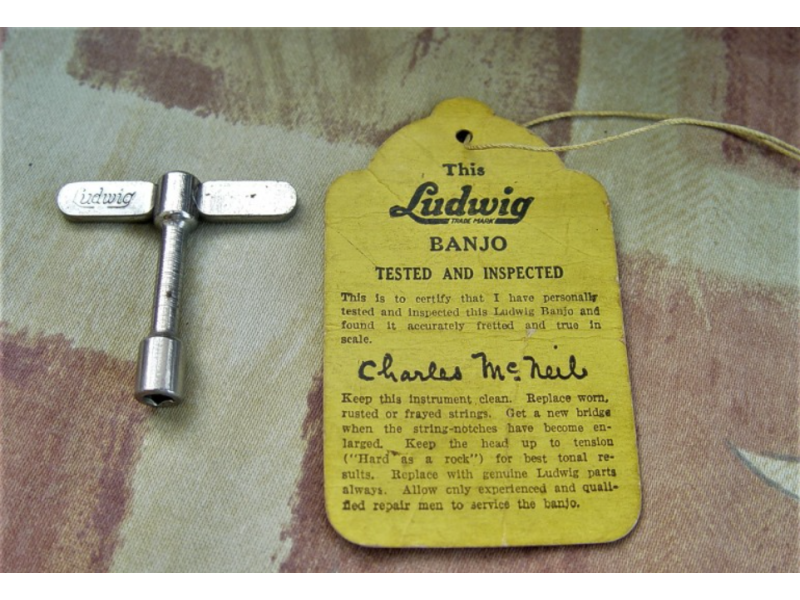 Ludwig
This
Ludwig
TRADE MARK
BANJO
TESTED AND INSPECTED
This is to certify that I have personally
tested and inspected this Ludwig Banjo and
found it accurately fretted and true in
scale.
Charles McNeil
Keep this instrument clean. Replace worn,
rusted or frayed strings. Get a new bridge
when the string-notches have become en-
larged. Keep the head up to tension
("Hard as a rock") for best tonal re-
sults. Replace with genuine Ludwig parts
always. Allow only experienced and quali-
fied repair men to service the banjo.